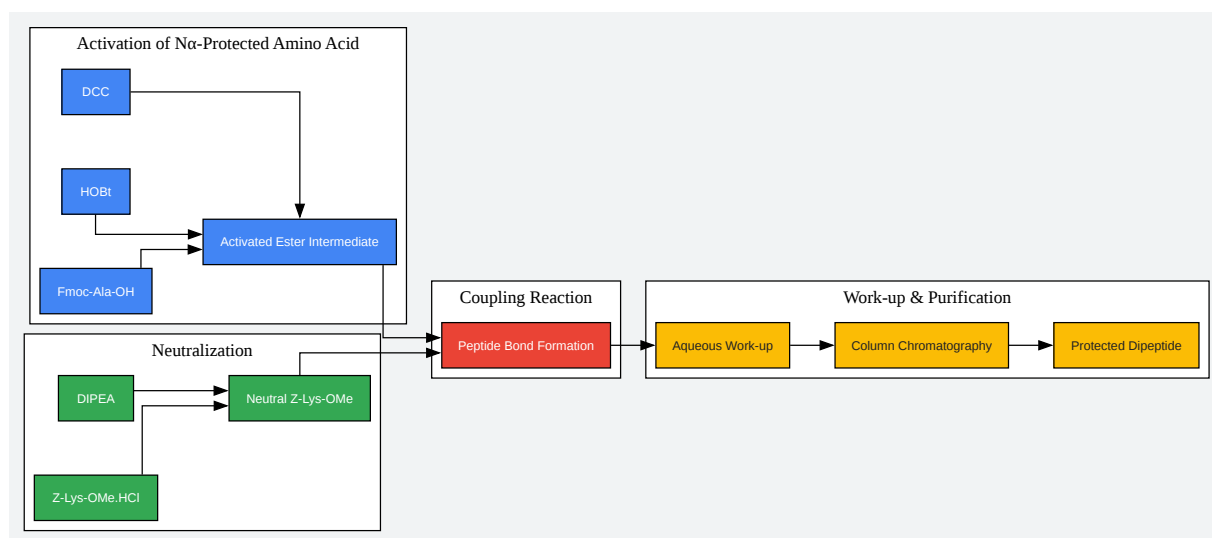 Activation of Nα-Protected Amino Acid
DCC
HOBt
Activated Ester Intermediate
Fmoc-Ala-OH
Coupling Reaction
Peptide Bond Formation
Work-up & Purification
Aqueous Work-up
Column Chromatography
Protected Dipeptide
Neutralization
DIPEA
Neutral Z-Lys-OMe
Z-Lys-OMe.HCl